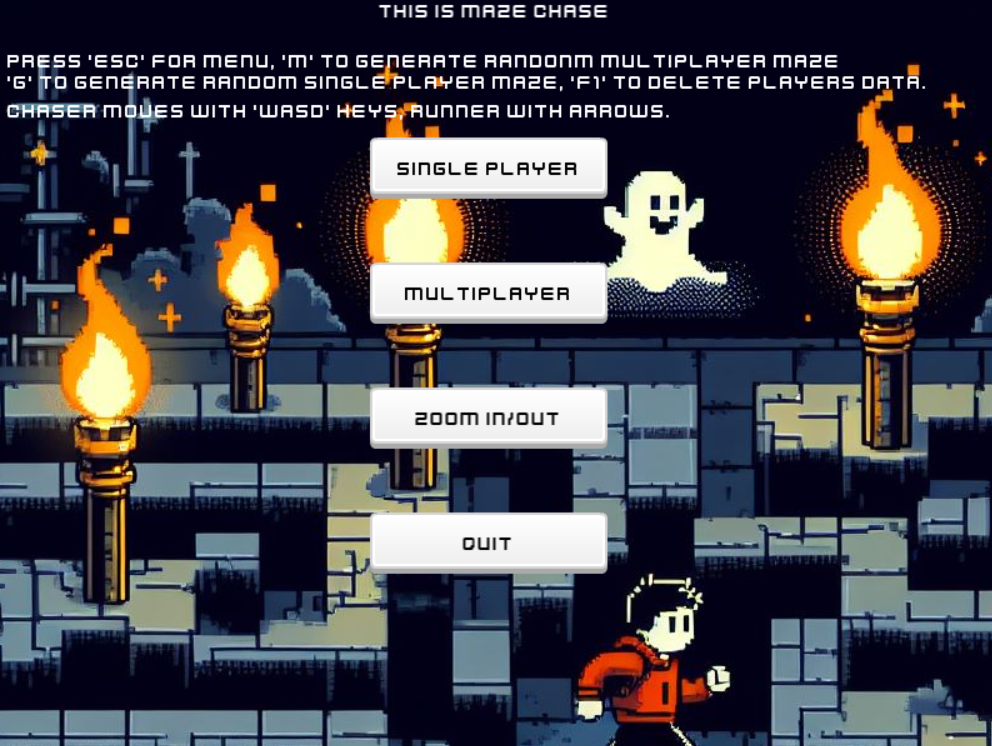 THIS IS MAZE CHASE
PRESS 'ESC' FOR MENU, 'M' TO GENERATE RANDONM MULTIPLAYER MAZE
'G' TO GENERATE RANDOM SINGLE PLAYER MAZE, 'F1' TO DELETE PLAYERS DATA.
CHASER MOVES WITH 'WASD' KEYS, RUNNER WITH ARROWS.
SINGLE PLAYER
MULTIPLAYER
ZOOM IN/OUT
QUIT